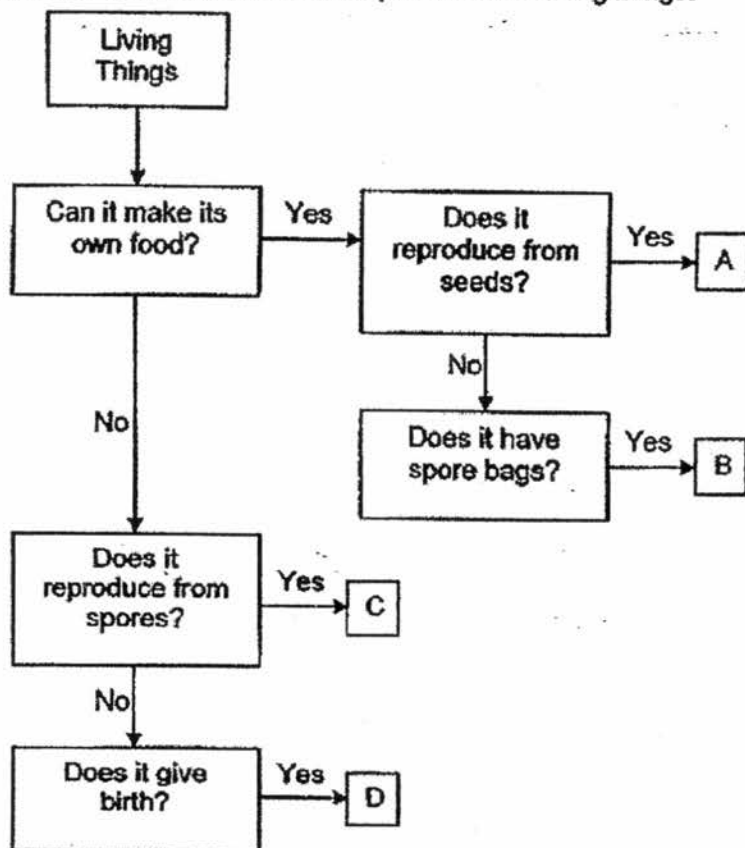 Living
Things
Can it make its
own food?
Yes
Does it
reproduce from
seeds?
Yes
A
No
No
Does it have
spore bags?
Yes
B
Does it
reproduce from
spores?
Yes
C
No
Does it give
birth?
Yes
D